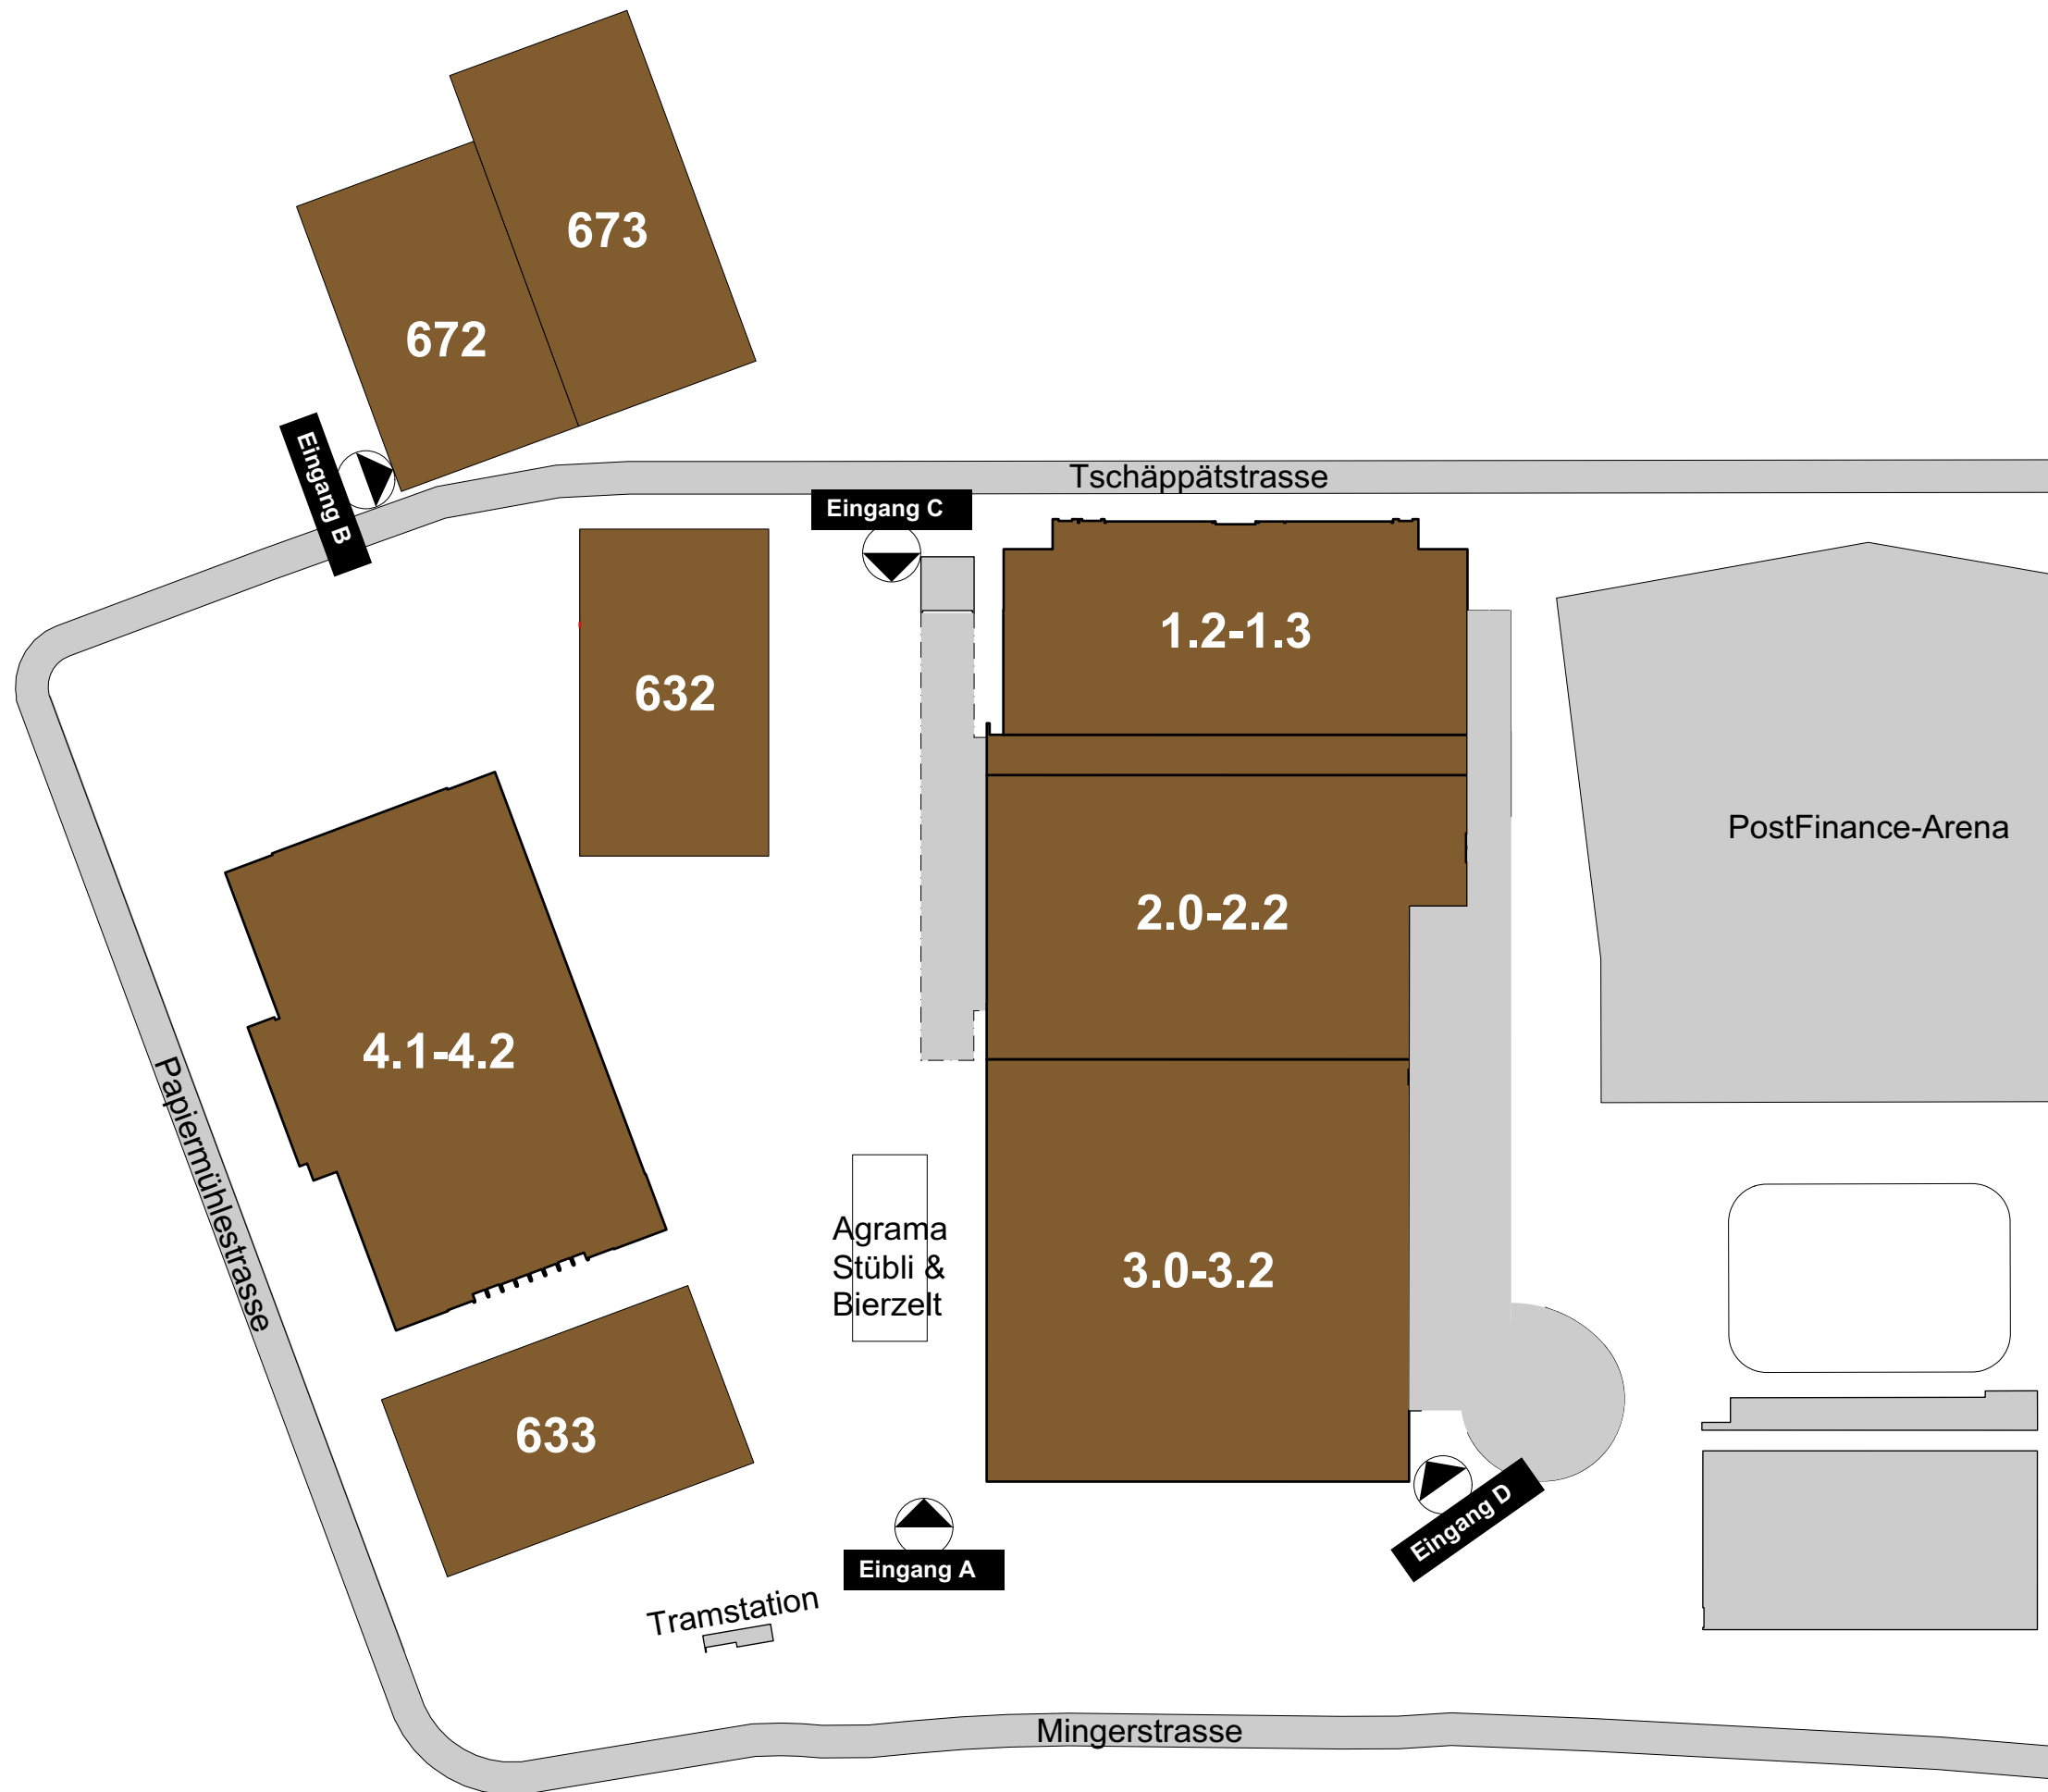 673
672
Eingang B
Tschäppätstrasse
Eingang C
1.2-1.3
632
PostFinance-Arena
2.0-2.2
4.1-4.2
Papiermühlestrasse
Agrama
Stübli &
Bierzelt
3.0-3.2
633
Eingang D
Eingang A
Tramstation
Mingerstrasse